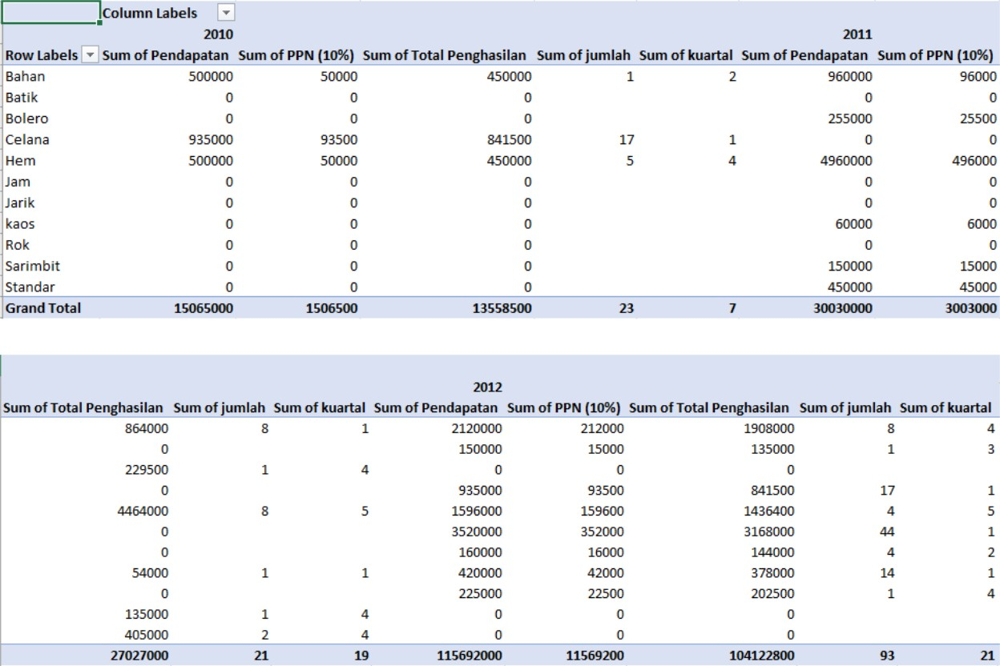 Column Labels
2010 2011
Row Labels Sum of Pendapatan Sum of PPN (10%) Sum of Total Penghasilan Sum of jumlah Sum of kuartal Sum of Pendapatan Sum of PPN (10%)
Bahan 500000 50000 450000 1 2 960000 96000
Batik 0 0 0 0 0
Bolero 0 0 0 255000 25500
Celana 935000 93500 841500 17 1 0 0
Hem 500000 50000 450000 5 4 4960000 496000
Jam 0 0 0 0 0
Jarik 0 0 0 0 0
kaos 0 0 0 60000 6000
Rok 0 0 0 0 0
Sarimbit 0 0 0 150000 15000
Standar 0 0 0 450000 45000
Grand Total 15065000 1506500 13558500 23 7 30030000 3003000
2012
Sum of Total Penghasilan Sum of jumlah Sum of kuartal Sum of Pendapatan Sum of PPN (10%) Sum of Total Penghasilan Sum of jumlah Sum of kuartal
864000 8 1 2120000 212000 1908000 8 4
0 150000 15000 135000 1 3
229500 1 4 0 0 0
0 935000 93500 841500 17 1
4464000 8 5 1596000 159600 1436400 4 5
0 3520000 352000 3168000 44 1
0 160000 16000 144000 4 2
54000 1 1 420000 42000 378000 14 1
0 225000 22500 202500 1 4
135000 1 4 0 0 0
405000 2 4 0 0 0
27027000 21 19 115692000 11569200 104122800 93 21